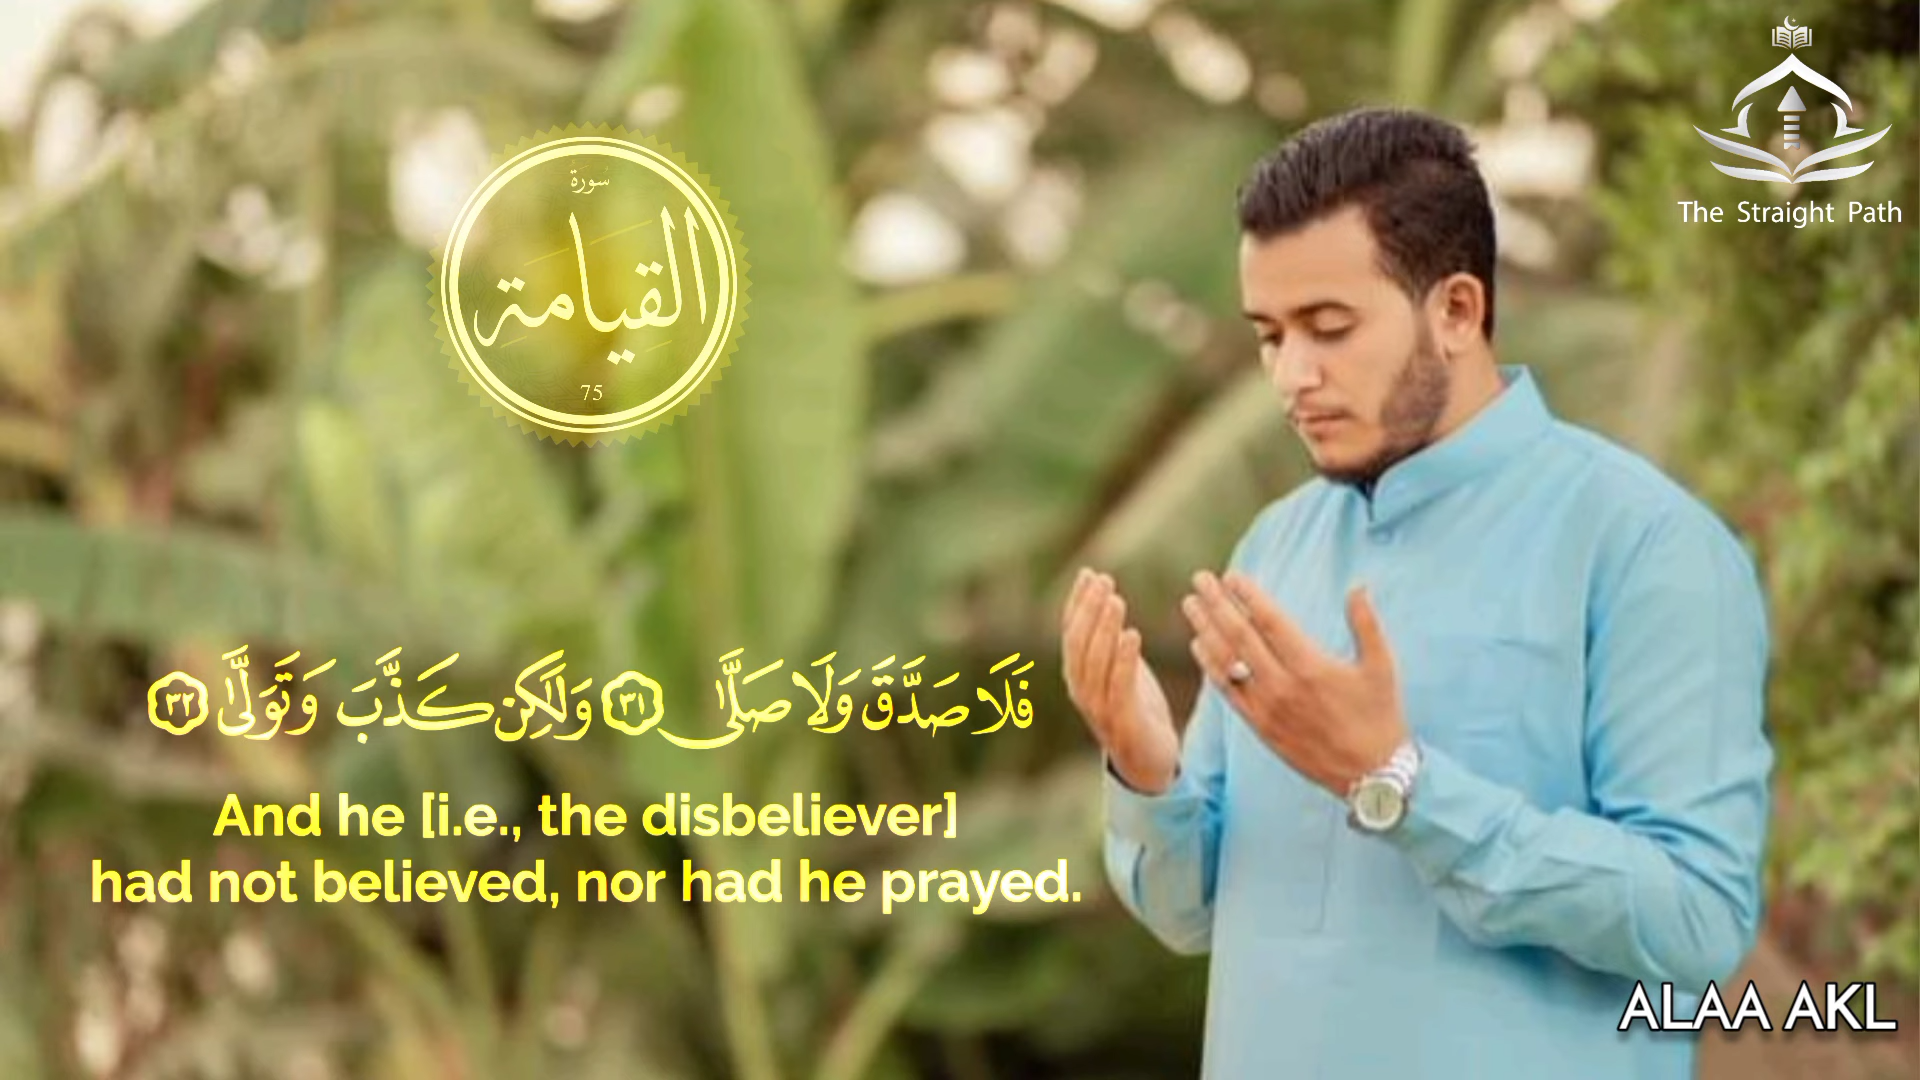 The Straight Path
سورة
القيامة
75
فَلَا صَدَّقَ وَلَا صَلَّىٰ ٣١ وَلَٰكِن كَذَّبَ وَتَوَلَّىٰ ٣٢
And he [i.e., the disbeliever]
had not believed, nor had he prayed.
ALAA AKL